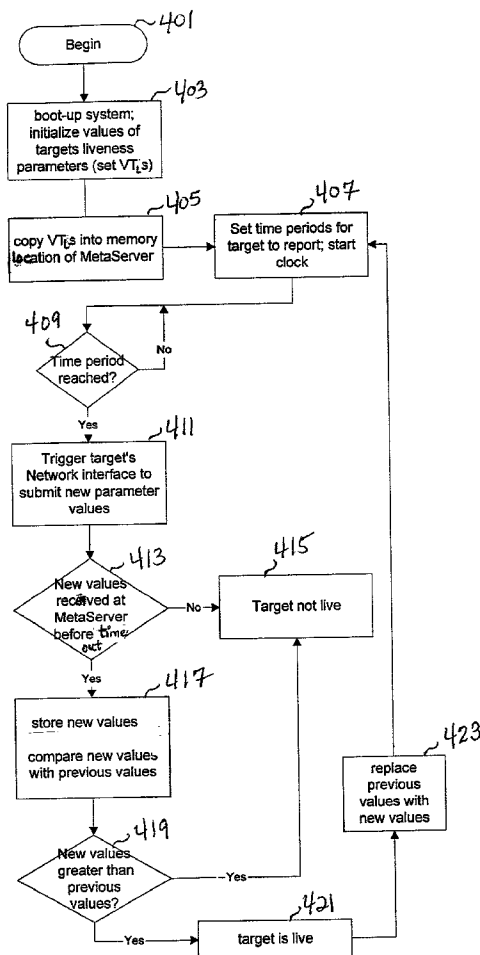 401
Begin
403
boot-up system;
initialize values of
targets liveness
parameters (set VTis)
405
copy VTis into memory
location of MetaServer
407
Set time periods for
target to report; start
clock
409
Time period
reached?
No
Yes
411
Trigger target's
Network interface to
submit new parameter
values
413
New values
received at
MetaServer
before time
out
No
415
Target not live
Yes
417
store new values
compare new values
with previous values
419
New values
greater than
previous
values?
Yes
Yes
421
target is live
423
replace
previous
values with
new values